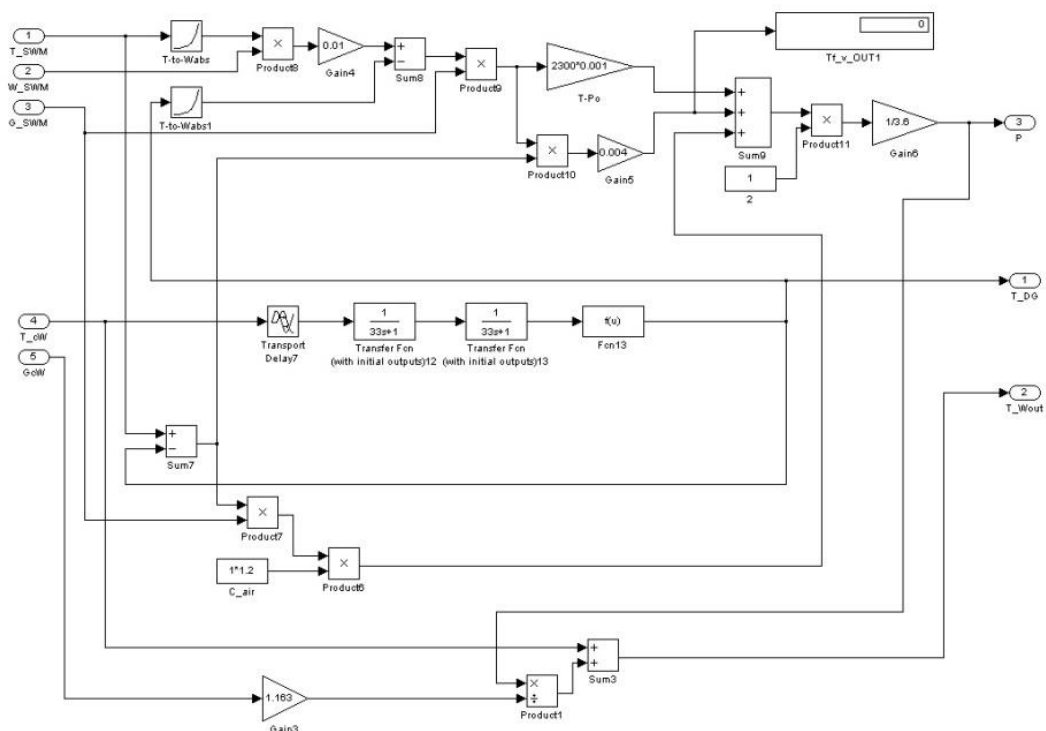 1
T_SWM
2
W_SWM
3
G_SWM
T-to-Wabs
T-to-Wabs1
×
Product8
0.01
Gain4
+
−
Sum8
×
Product9
2300*0.001
T-Po
×
Product10
0.004
Gain5
0
Tf_v_OUT1
+
+
+
Sum9
1
2
×
Product11
1/3.6
Gain6
3
P
1
T_DG
4
T_cW
5
GcW
Transport
Delay7
1
33s+1
Transfer Fcn
(with initial outputs)12
1
33s+1
Transfer Fcn
(with initial outputs)13
f(u)
Fcn13
2
T_Wout
+
−
Sum7
×
Product7
1*1.2
C_air
×
Product6
+
+
Sum3
×
÷
Product1
1.163
Gain3